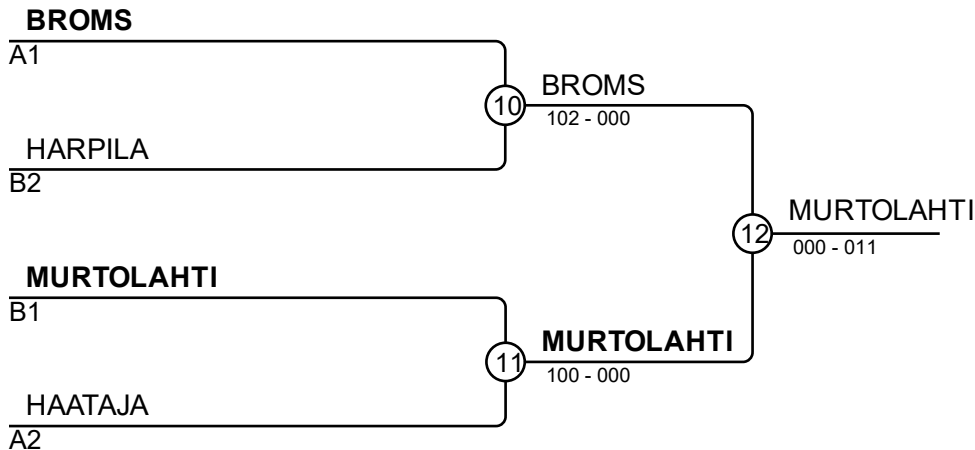 BROMS
A1
10
BROMS
102 - 000
HARPILA
B2
12
MURTOLAHTI
000 - 011
MURTOLAHTI
B1
11
MURTOLAHTI
100 - 000
HAATAJA
A2